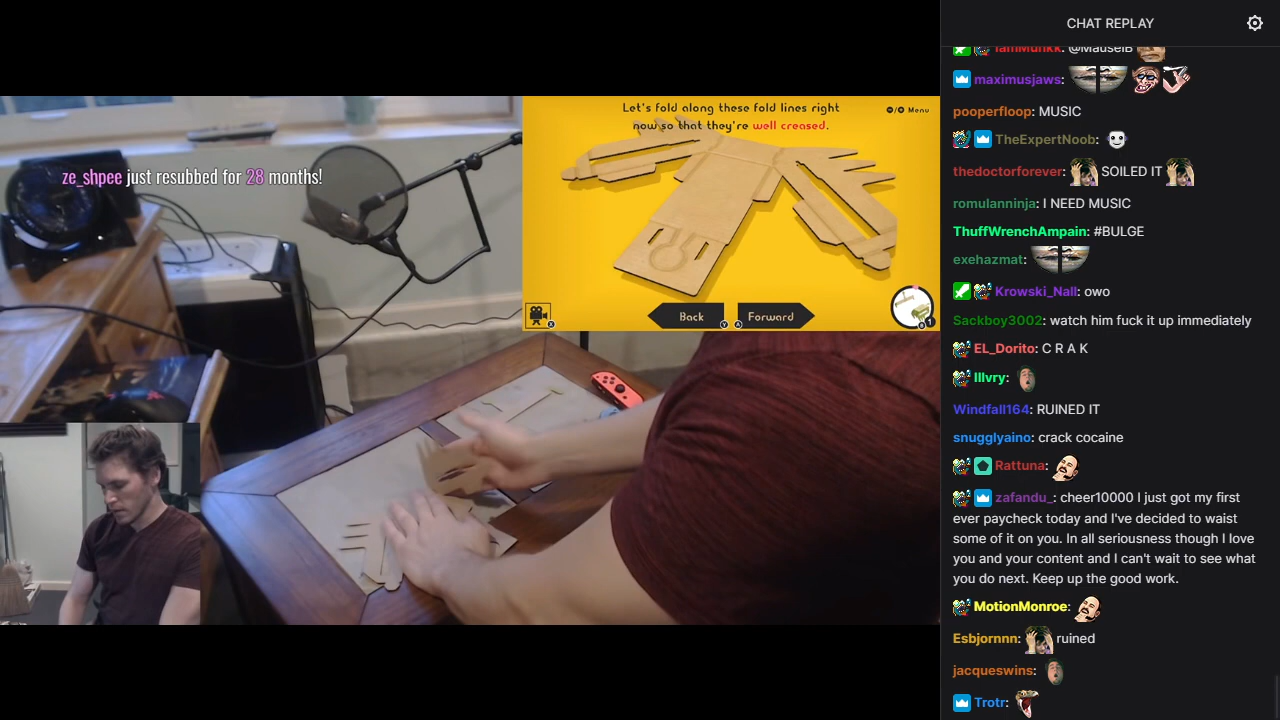 CHAT REPLAY
IamMunkk: @MauseIB
maximusjaws:
pooperfloop: MUSIC
TheExpertNoob:
thedoctorforever: SOILED IT
romulanninja: I NEED MUSIC
ThuffWrenchAmpain: #BULGE
exehazmat:
Krowski_Nall: owo
Sackboy3002: watch him fuck it up immediately
EL_Dorito: C R A K
Illvry:
Windfall164: RUINED IT
snugglyaino: crack cocaine
Rattuna:
zafandu_: cheer10000 I just got my first
ever paycheck today and I've decided to waist
some of it on you. In all seriousness though I love
you and your content and I can't wait to see what
you do next. Keep up the good work.
MotionMonroe:
Esbjornnn: ruined
jacqueswins:
Trotr:
ze_shpee just resubbed for 28 months!
Let's fold along these fold lines right
now so that they're well creased.
Menu
Back
Forward